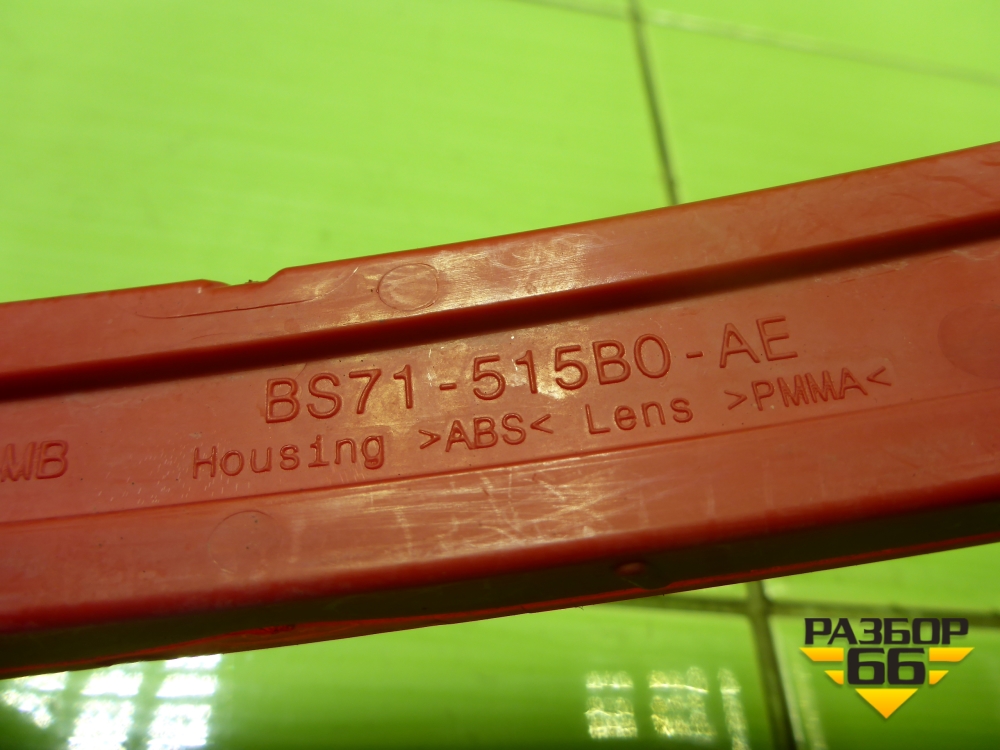 BS71-515B0-AE
Housing >ABS< Lens >PMMA<
MB
РАЗБОР
66